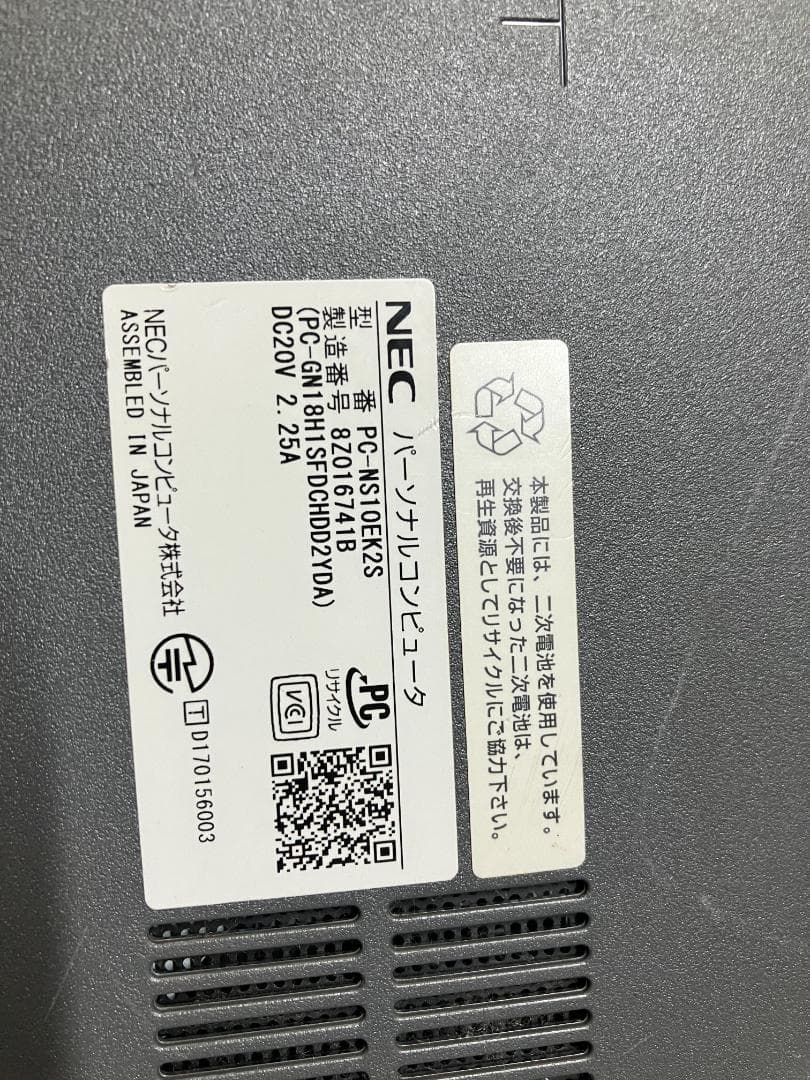 NEC パーソナルコンピュータ
型 番 PC-NS10EK2S
製造番号 8Z016741B
(PC-GN18H1SFDCHDD2YDA)
DC20V 2.25A
PC
リサイクル
VCI
NECパーソナルコンピュータ株式会社
ASSEMBLED IN JAPAN
T D170156003
本製品には、二次電池を使用しています。
交換後不要になった二次電池は、
再生資源としてリサイクルにご協力下さい。